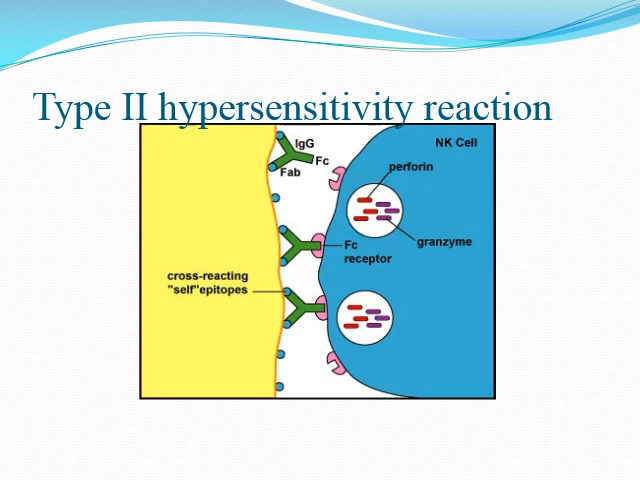 Type II hypersensitivity reaction
IgG
NK Cell
Fc
Fab
perforin
granzyme
Fc
receptor
cross-reacting
"self"epitopes